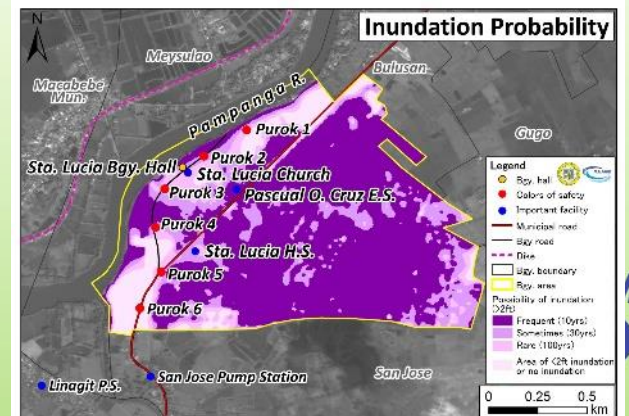 Inundation Probability
N
Meysulao
Bulusan
Macabebe
Mun.
Pampanga R.
Gugo
Purok 1
Sta. Lucia Bgy. Hall
Purok 2
Sta. Lucia Church
Purok 3
Pascual O. Cruz E.S.
Purok 4
Sta. Lucia H.S.
Purok 5
Purok 6
San Jose
San Jose Pump Station
Linagit P.S.
Legend
Bgy. hall
Colors of safety
Important facility
Municipal road
Bgy road
Dike
Bgy. boundary
Bgy. area
Possibility of inundation
(>2ft)
Frequent (10yrs)
Sometimes (30yrs)
Rare (100yrs)
Area of <2ft inundation
or no inundation
0 0.25 0.5
km